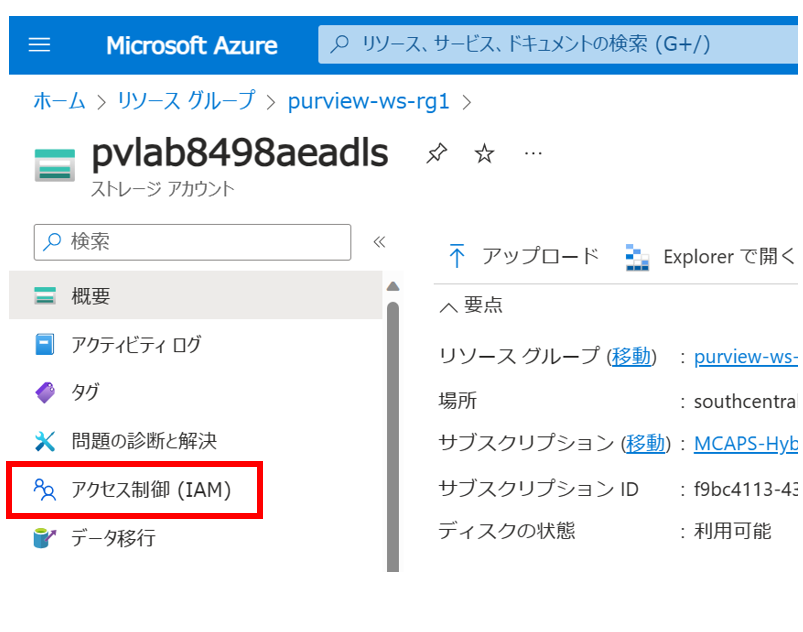 Microsoft Azure
リソース、サービス、ドキュメントの検索 (G+/)
ホーム > リソース グループ > purview-ws-rg1 >
pvlab8498aeadls
ストレージ アカウント
検索
«
概要
アクティビティ ログ
タグ
問題の診断と解決
アクセス制御 (IAM)
データ移行
アップロード
Explorer で開く
要点
リソース グループ (移動) : purview-ws-
場所 : southcentra
サブスクリプション (移動) : MCAPS-Hyb
サブスクリプション ID : f9bc4113-43
ディスクの状態 : 利用可能